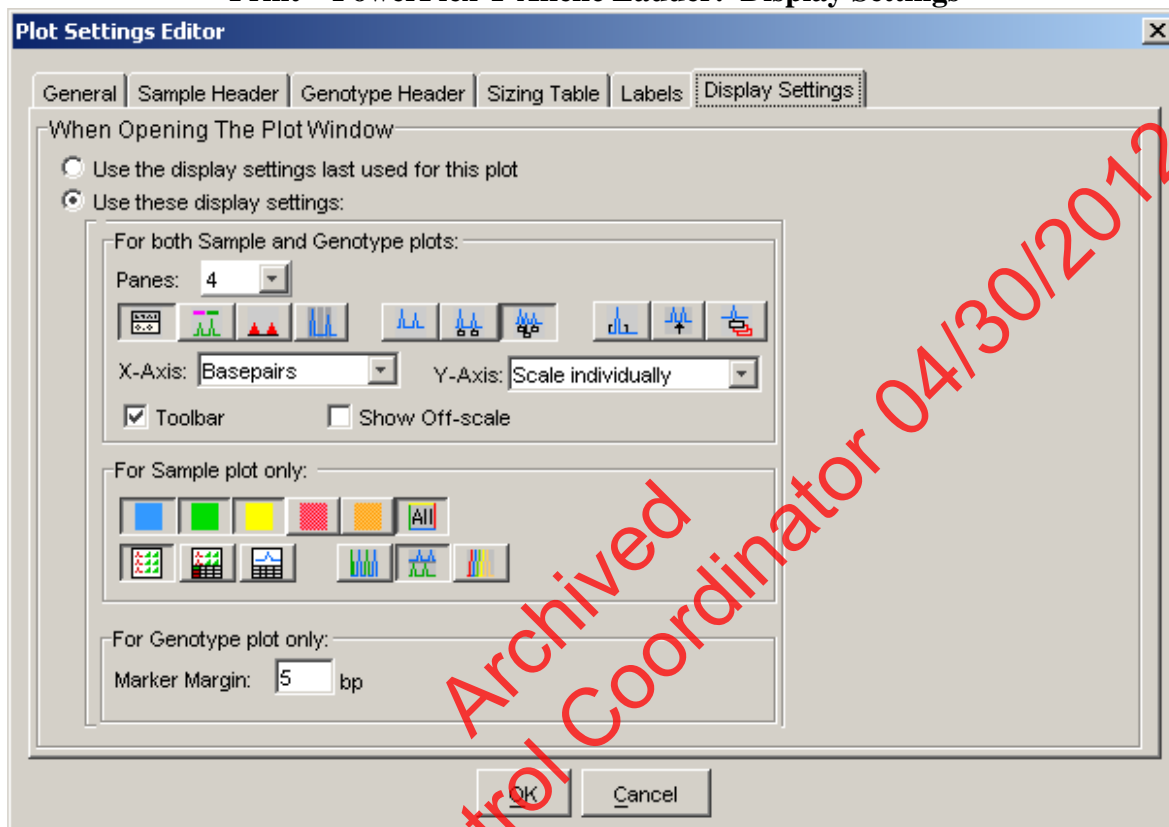 Plot Settings Editor
General Sample Header Genotype Header Sizing Table Labels Display Settings
When Opening The Plot Window
Use the display settings last used for this plot
Use these display settings:
For both Sample and Genotype plots:
Panes: 4
X-Axis: Basepairs Y-Axis: Scale individually
Toolbar Show Off-scale
For Sample plot only:
All
For Genotype plot only:
Marker Margin: 5 bp
OK Cancel
Archived
Coordinator 04/30/2012